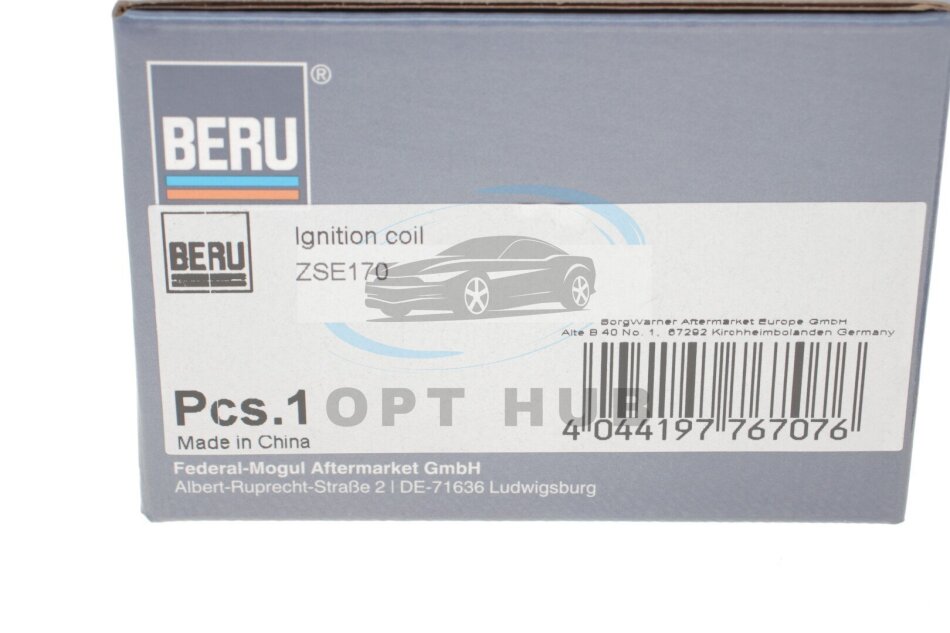 BERU®
BERU
Ignition coil
ZSE170
BorgWarner Aftermarket Europe GmbH
Alte B 40 No. 1, 67292 Kirchheimbolanden Germany
Pcs.1
OPT HUB
4 044197 767076
Made in China
Federal-Mogul Aftermarket GmbH
Albert-Ruprecht-Straße 2 | DE-71636 Ludwigsburg